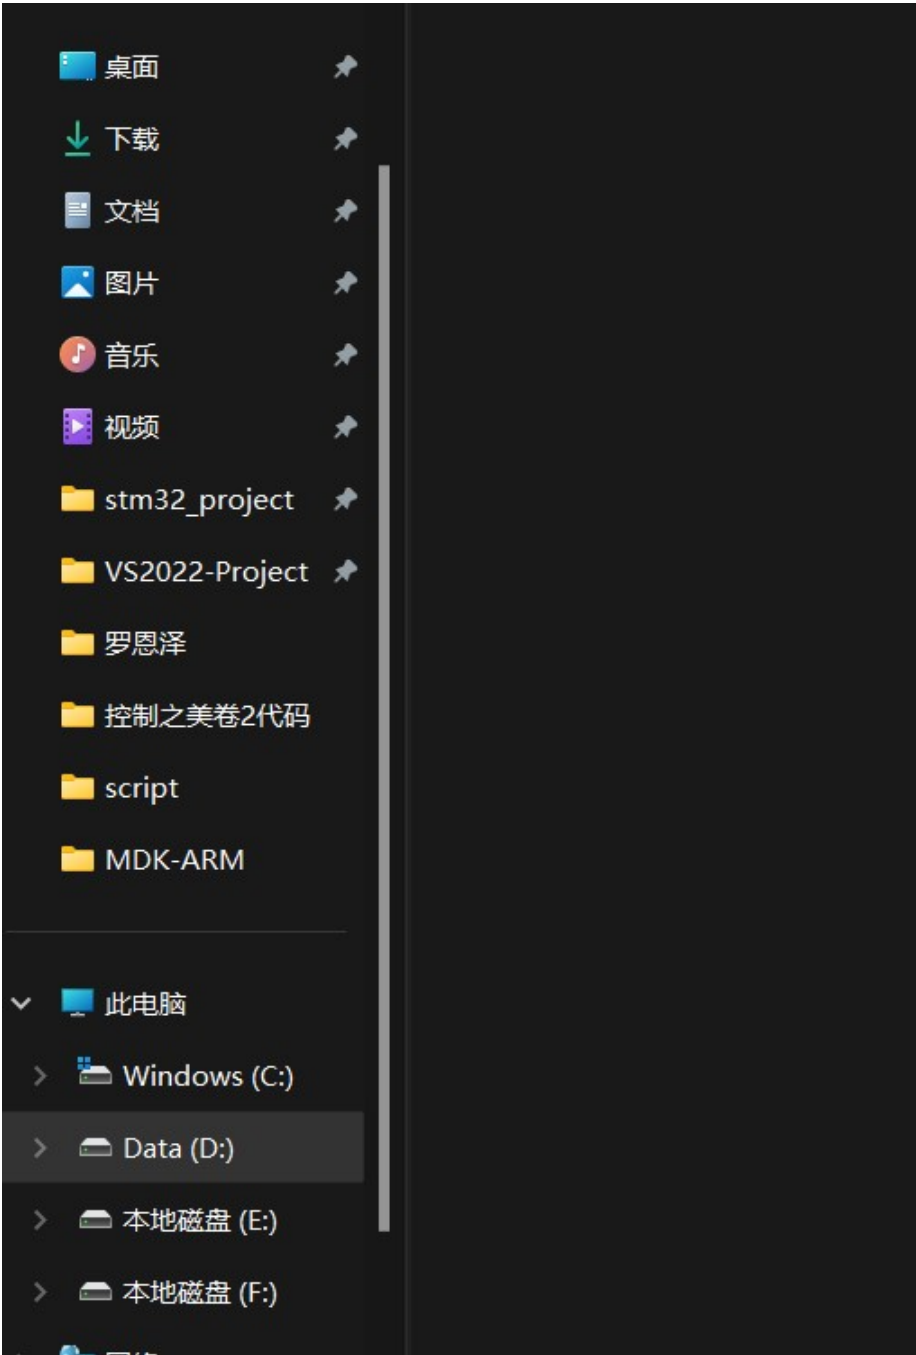 桌面
下载
文档
图片
音乐
视频
stm32_project
VS2022-Project
罗恩泽
控制之美卷2代码
script
MDK-ARM
此电脑
Windows (C:)
Data (D:)
本地磁盘 (E:)
本地磁盘 (F:)